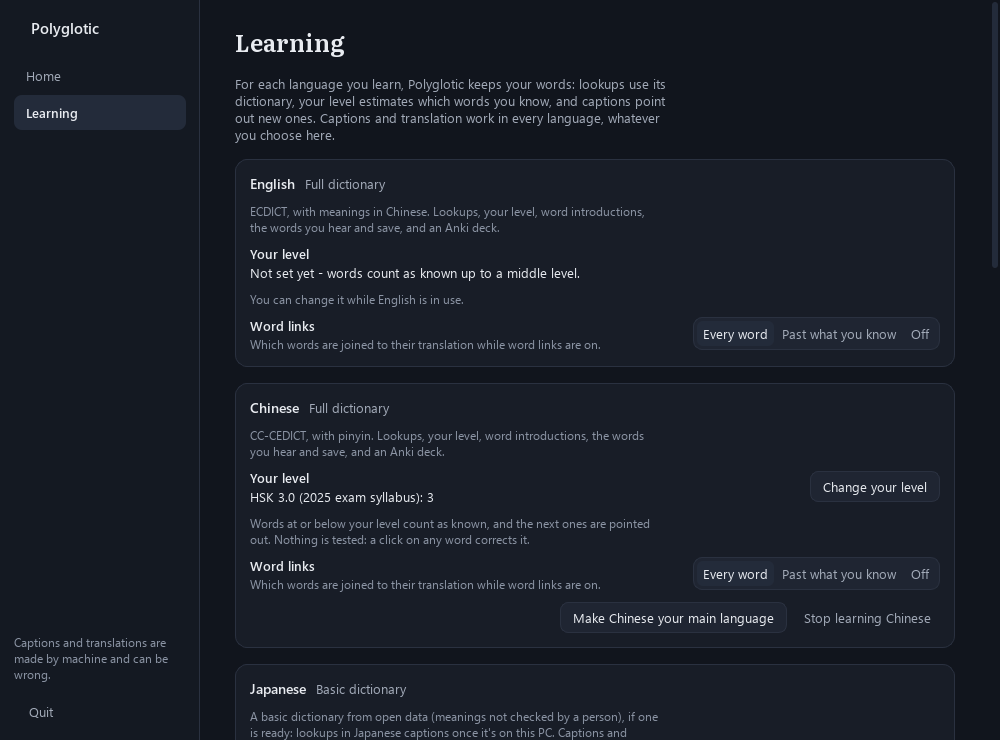 Polyglotic
Home
Learning
Captions and translations are
made by machine and can be
wrong.
Quit
Learning
For each language you learn, Polyglotic keeps your words: lookups use its
dictionary, your level estimates which words you know, and captions point
out new ones. Captions and translation work in every language, whatever
you choose here.
English Full dictionary
ECDICT, with meanings in Chinese. Lookups, your level, word introductions,
the words you hear and save, and an Anki deck.
Your level
Not set yet - words count as known up to a middle level.
You can change it while English is in use.
Word links
Which words are joined to their translation while word links are on.
Every word Past what you know Off
Chinese Full dictionary
CC-CEDICT, with pinyin. Lookups, your level, word introductions, the words
you hear and save, and an Anki deck.
Your level
HSK 3.0 (2025 exam syllabus): 3
Change your level
Words at or below your level count as known, and the next ones are pointed
out. Nothing is tested: a click on any word corrects it.
Word links
Which words are joined to their translation while word links are on.
Every word Past what you know Off
Make Chinese your main language Stop learning Chinese
Japanese Basic dictionary
A basic dictionary from open data (meanings not checked by a person), if one
is ready: lookups in Japanese captions once it's on this PC. Captions and